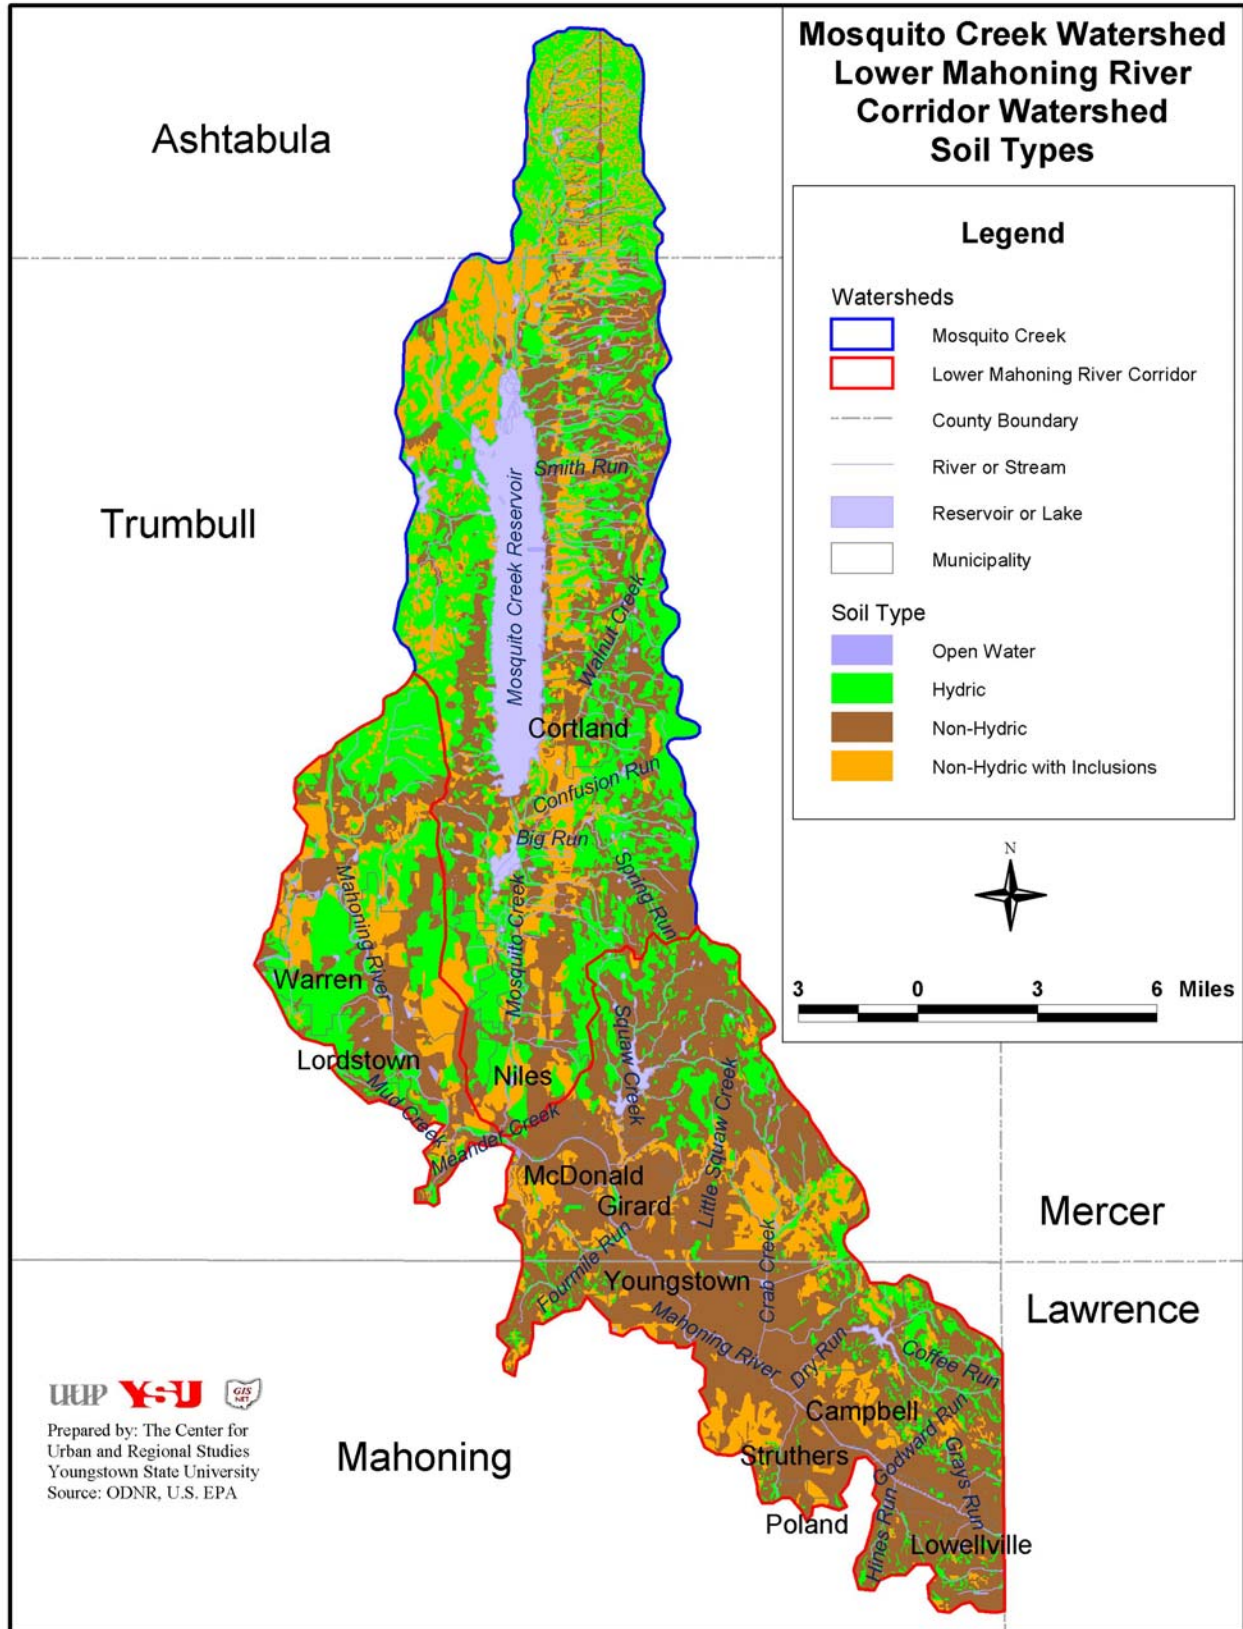 Mosquito Creek Watershed
Lower Mahoning River
Corridor Watershed
Soil Types
Legend
Watersheds
Mosquito Creek
Lower Mahoning River Corridor
County Boundary
River or Stream
Reservoir or Lake
Municipality
Soil Type
Open Water
Hydric
Non-Hydric
Non-Hydric with Inclusions
N
3 0 3 6 Miles
Ashtabula
Trumbull
Smith Run
Mosquito Creek Reservoir
Walnut Creek
Cortland
Confusion Run
Big Run
Spring Run
Mahoning River
Mosquito Creek
Warren
Lordstown
Squaw Creek
Niles
Mud Creek
Meander Creek
Little Squaw Creek
McDonald
Girard
Mercer
Fourmile Run
Youngstown
Crab Creek
Lawrence
Mahoning River
Dry Run
Coffee Run
Campbell
Godward Run
Grays Run
Struthers
Mahoning
Poland
Hines Run
Lowellville
UUP YSU GIS NET
Prepared by: The Center for
Urban and Regional Studies
Youngstown State University
Source: ODNR, U.S. EPA